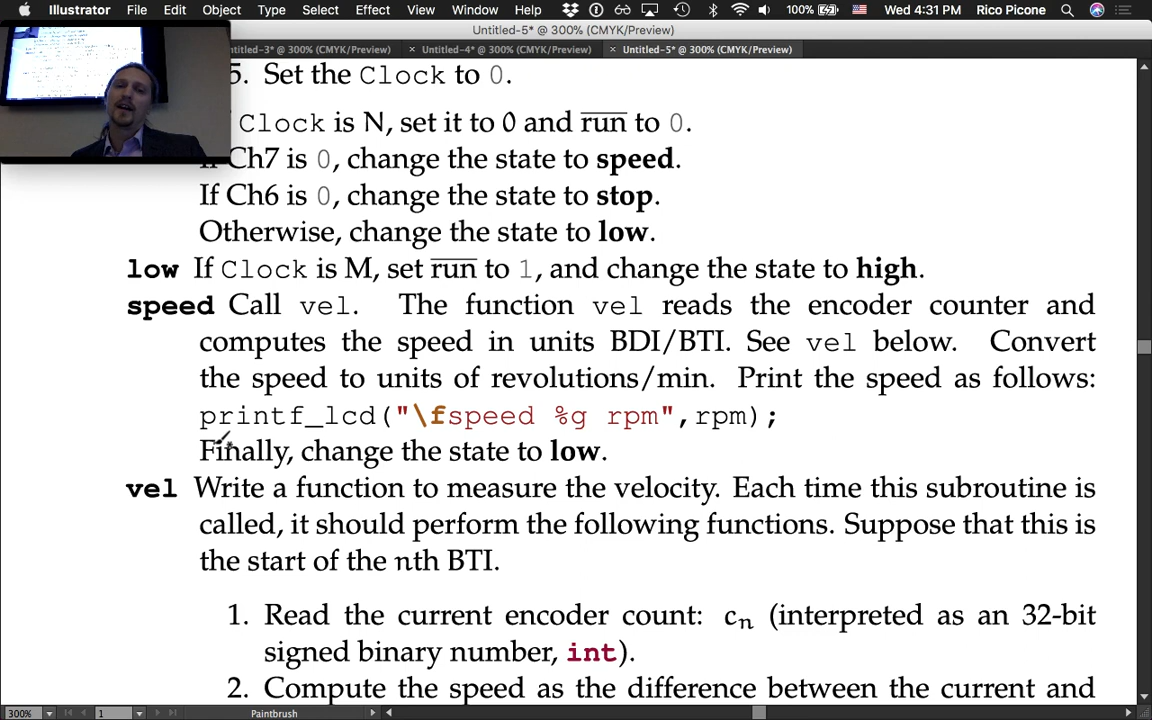 Illustrator File Edit Object Type Select Effect View Window Help 100% Wed 4:31 PM Rico Picone
Untitled-5* @ 300% (CMYK/Preview)
ntitled-3* @ 300% (CMYK/Preview) × Untitled-4* @ 300% (CMYK/Preview) × Untitled-5* @ 300% (CMYK/Preview)
5. Set the Clock to 0.
Clock is N, set it to 0 and run to 0.
If Ch7 is 0, change the state to speed.
If Ch6 is 0, change the state to stop.
Otherwise, change the state to low.
low If Clock is M, set run to 1, and change the state to high.
speed Call vel. The function vel reads the encoder counter and
computes the speed in units BDI/BTI. See vel below. Convert
the speed to units of revolutions/min. Print the speed as follows:
printf_lcd("\fspeed %g rpm",rpm);
Finally, change the state to low.
vel Write a function to measure the velocity. Each time this subroutine is
called, it should perform the following functions. Suppose that this is
the start of the nth BTI.
1. Read the current encoder count: cn (interpreted as an 32-bit
signed binary number, int).
2. Compute the speed as the difference between the current and
300% 1 Paintbrush